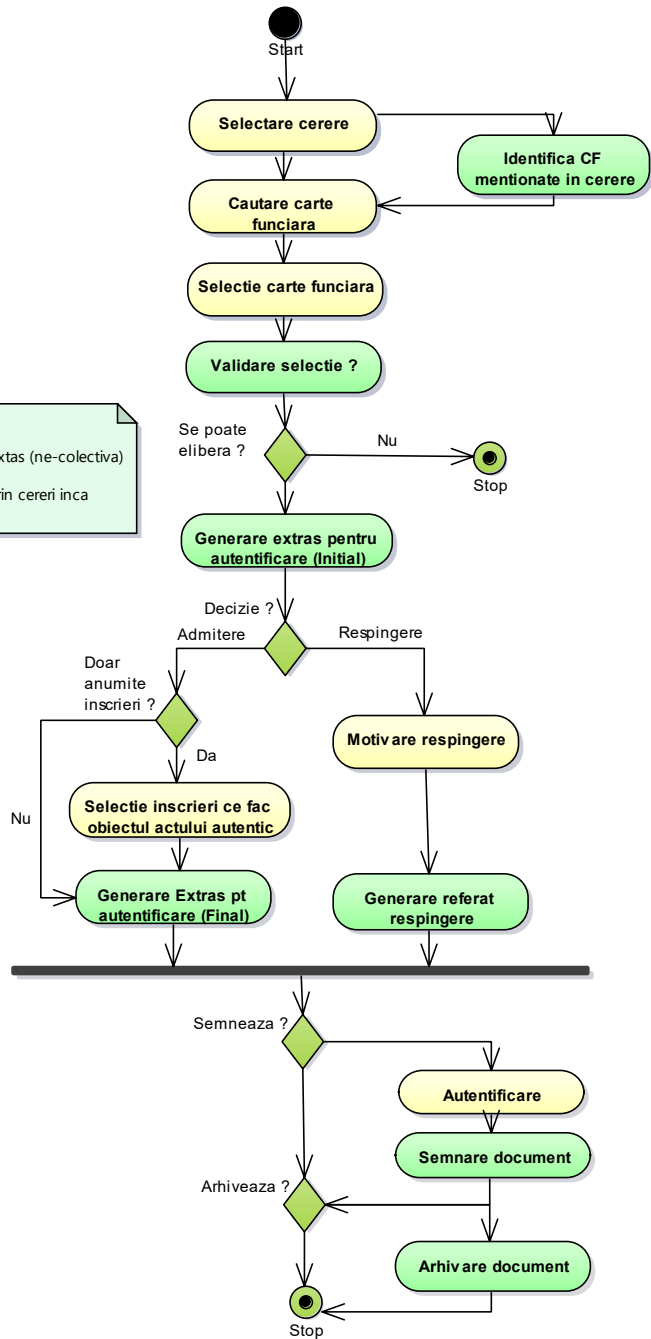 Start
Selectare cerere
Identifica CF
mentionate in cerere
Cautare carte
funciara
Selectie carte funciara
Validare selectie ?
(ne-colectiva)
cereri inca
Se poate
elibera ?
Nu
Stop
Generare extras pentru
autentificare (Initial)
Decizie ?
Admitere
Respingere
Doar
anumite
inscrieri ?
Motivare respingere
Da
Selectie inscrieri ce fac
obiectul actului autentic
Nu
Generare Extras pt
autentificare (Final)
Generare referat
respingere
Semneaza ?
Autentificare
Semnare document
Arhiveaza ?
Arhivare document
Stop